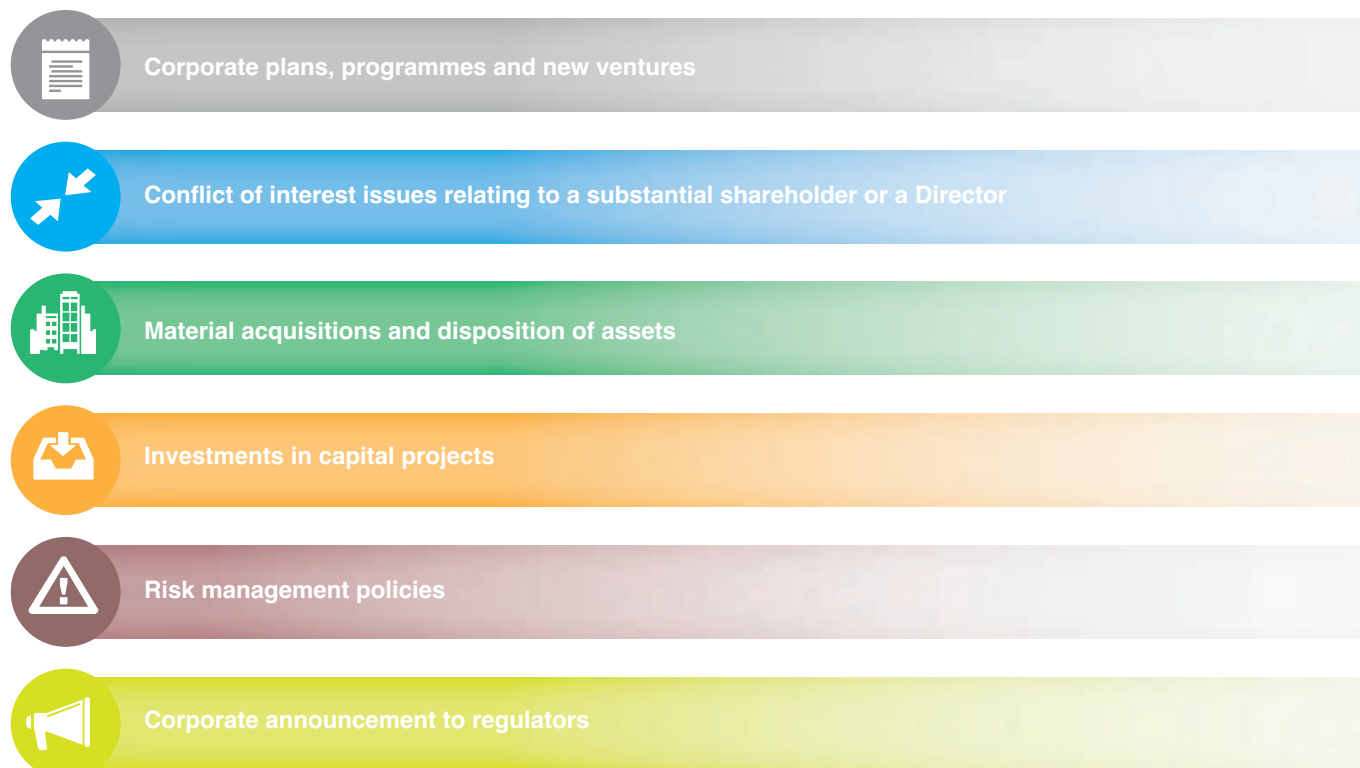 Corporate plans, programmes and new ventures
Conflict of interest issues relating to a substantial shareholder or a Director
Material acquisitions and disposition of assets
Investments in capital projects
Risk management policies
Corporate announcement to regulators